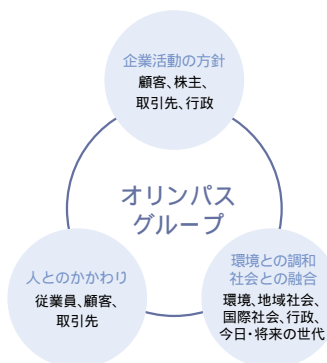 企業活動の方針
顧客、株主、
取引先、行政
オリンパス
グループ
人とのかかわり
従業員、顧客、
取引先
環境との調和
社会との融合
環境、地域社会、
国際社会、行政、
今日・将来の世代